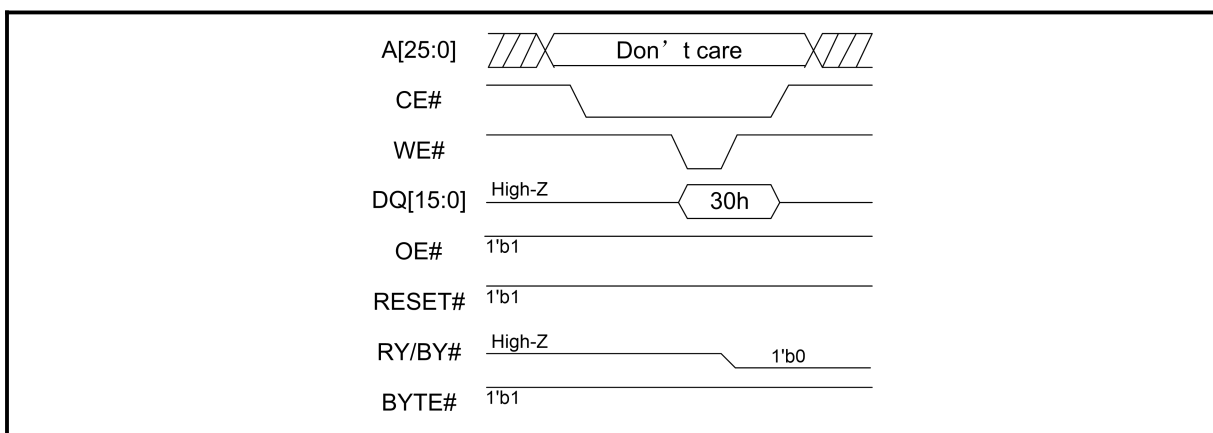 A[25:0] Don’t care
CE#
WE#
DQ[15:0] High-Z 30h
OE# 1'b1
RESET# 1'b1
RY/BY# High-Z 1'b0
BYTE# 1'b1